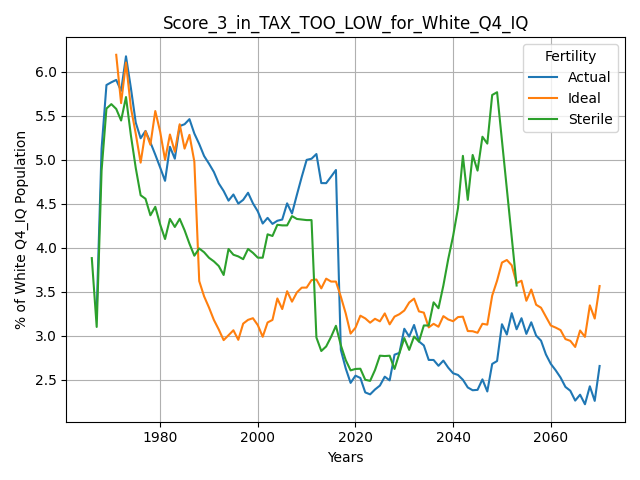 Score_3_in_TAX_TOO_LOW_for_White_Q4_IQ
Fertility
Actual
Ideal
Sterile
% of White Q4_IQ Population
6.0
5.5
5.0
4.5
4.0
3.5
3.0
2.5
1980
2000
2020
2040
2060
Years